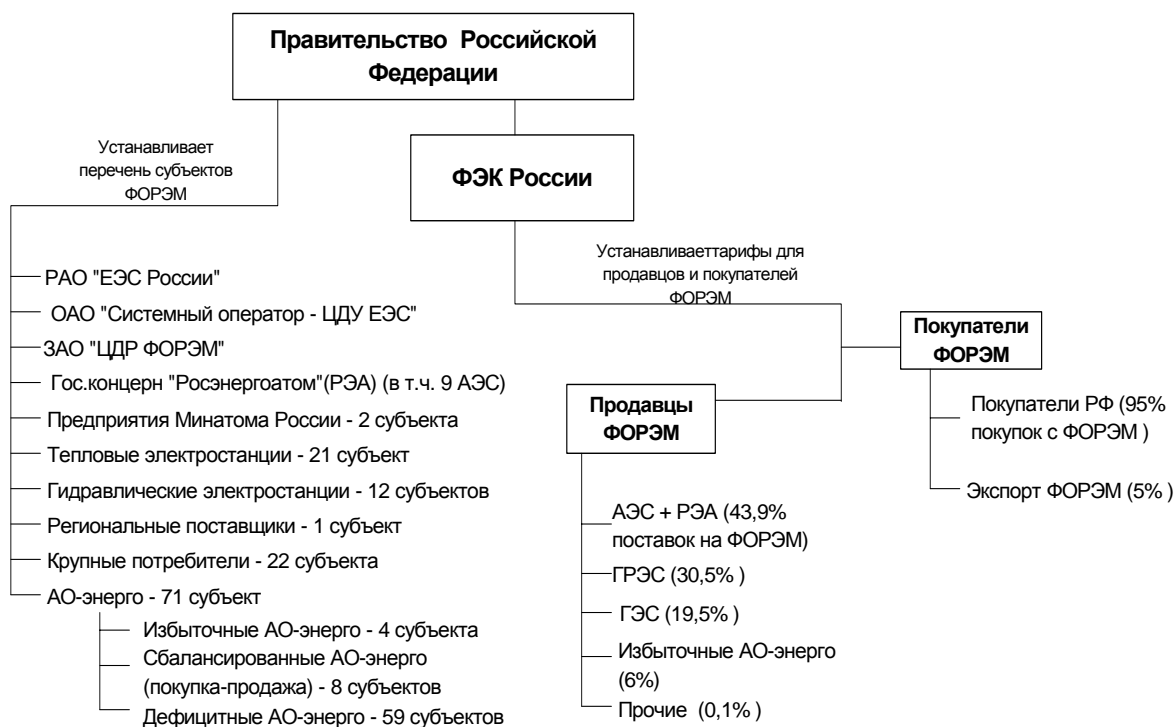 Правительство Российской
Федерации
Устанавливает
перечень субъектов
ФОРЭМ
ФЭК России
РАО "ЕЭС России"
ОАО "Системный оператор - ЦДУ ЕЭС"
ЗАО "ЦДР ФОРЭМ"
Гос.концерн "Росэнергоатом"(РЭА) (в т.ч. 9 АЭС)
Предприятия Минатома России - 2 субъекта
Тепловые электростанции - 21 субъект
Гидравлические электростанции - 12 субъектов
Региональные поставщики - 1 субъект
Крупные потребители - 22 субъекта
АО-энерго - 71 субъект
Избыточные АО-энерго - 4 субъекта
Сбалансированные АО-энерго
(покупка-продажа) - 8 субъектов
Дефицитные АО-энерго - 59 субъектов
Устанавливаеттарифы для
продавцов и покупателей
ФОРЭМ
Продавцы
ФОРЭМ
АЭС + РЭА (43,9%
поставок на ФОРЭМ)
ГРЭС (30,5% )
ГЭС (19,5% )
Избыточные АО-энерго
(6%)
Прочие (0,1% )
Покупатели
ФОРЭМ
Покупатели РФ (95%
покупок с ФОРЭМ )
Экспорт ФОРЭМ (5% )